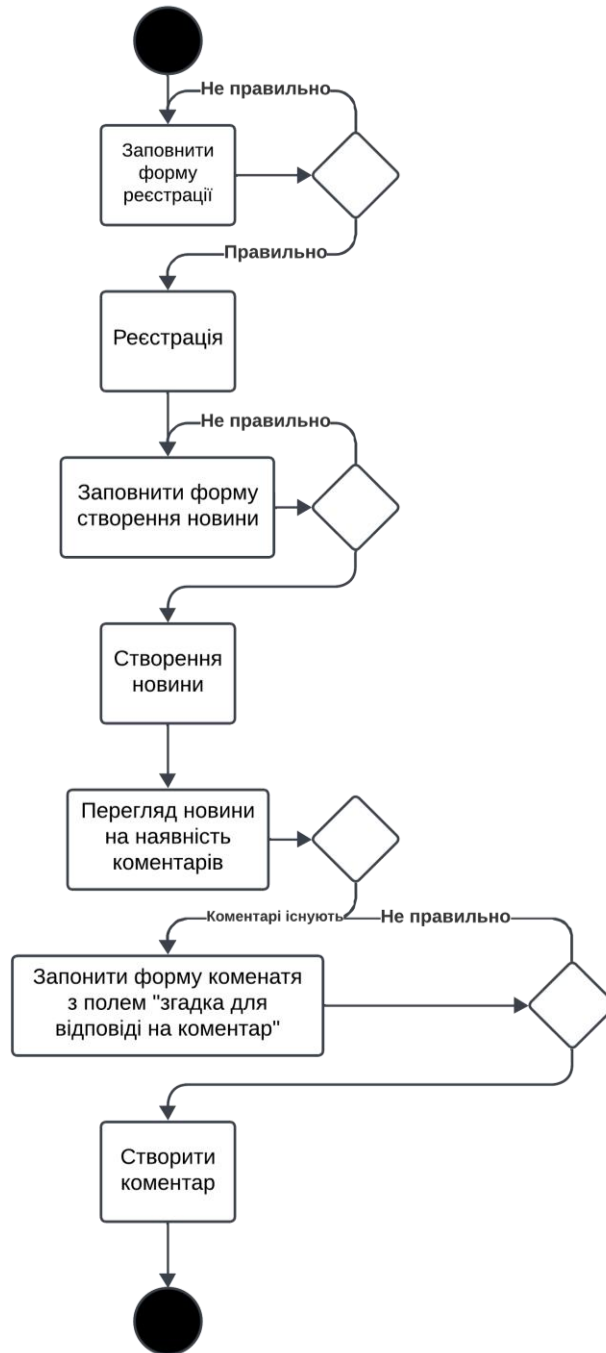 Не правильно
Заповнити
форму
реєстрації
Правильно
Реєстрація
Не правильно
Заповнити форму
створення новини
Створення
новини
Перегляд новини
на наявність
коментарів
Коментарі існують
Не правильно
Запонити форму коменатя
з полем "згадка для
відповіді на коментар"
Створити
коментар